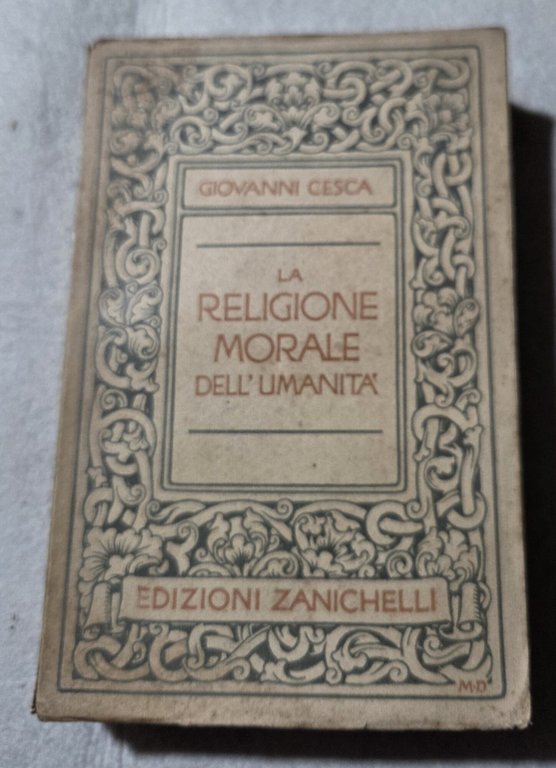 GIOVANNI CESCA
LA
RELIGIONE
MORALE
DELL'UMANITA'
EDIZIONI ZANICHELLI
M·D